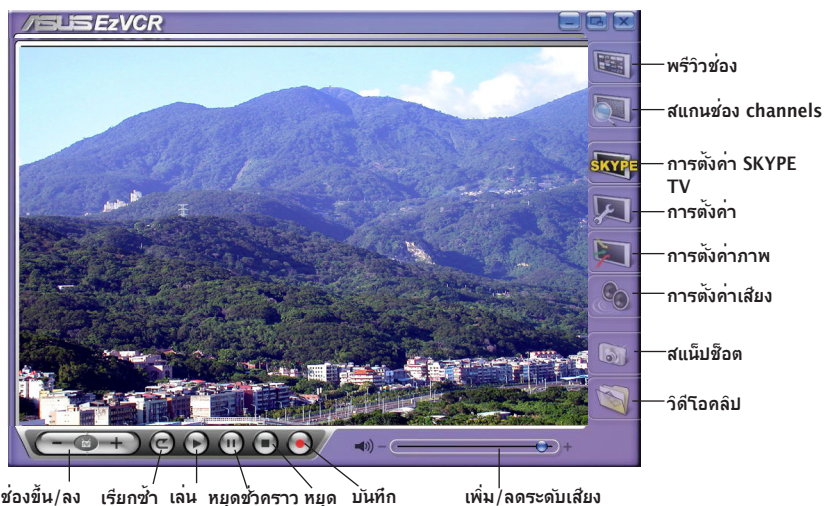 ASUS EzVCR
พรีวิวช่อง
สแกนช่อง channels
SKYPE
การตั้งค่า SKYPE
TV
การตั้งค่า
การตั้งค่าภาพ
การตั้งค่าเสียง
สแน็ปช็อต
วิดีโอคลิป
ช่องขึ้น/ลง เรียกซ้ำ เล่น หยุดชั่วคราว หยุด บันทึก เพิ่ม/ลดระดับเสียง